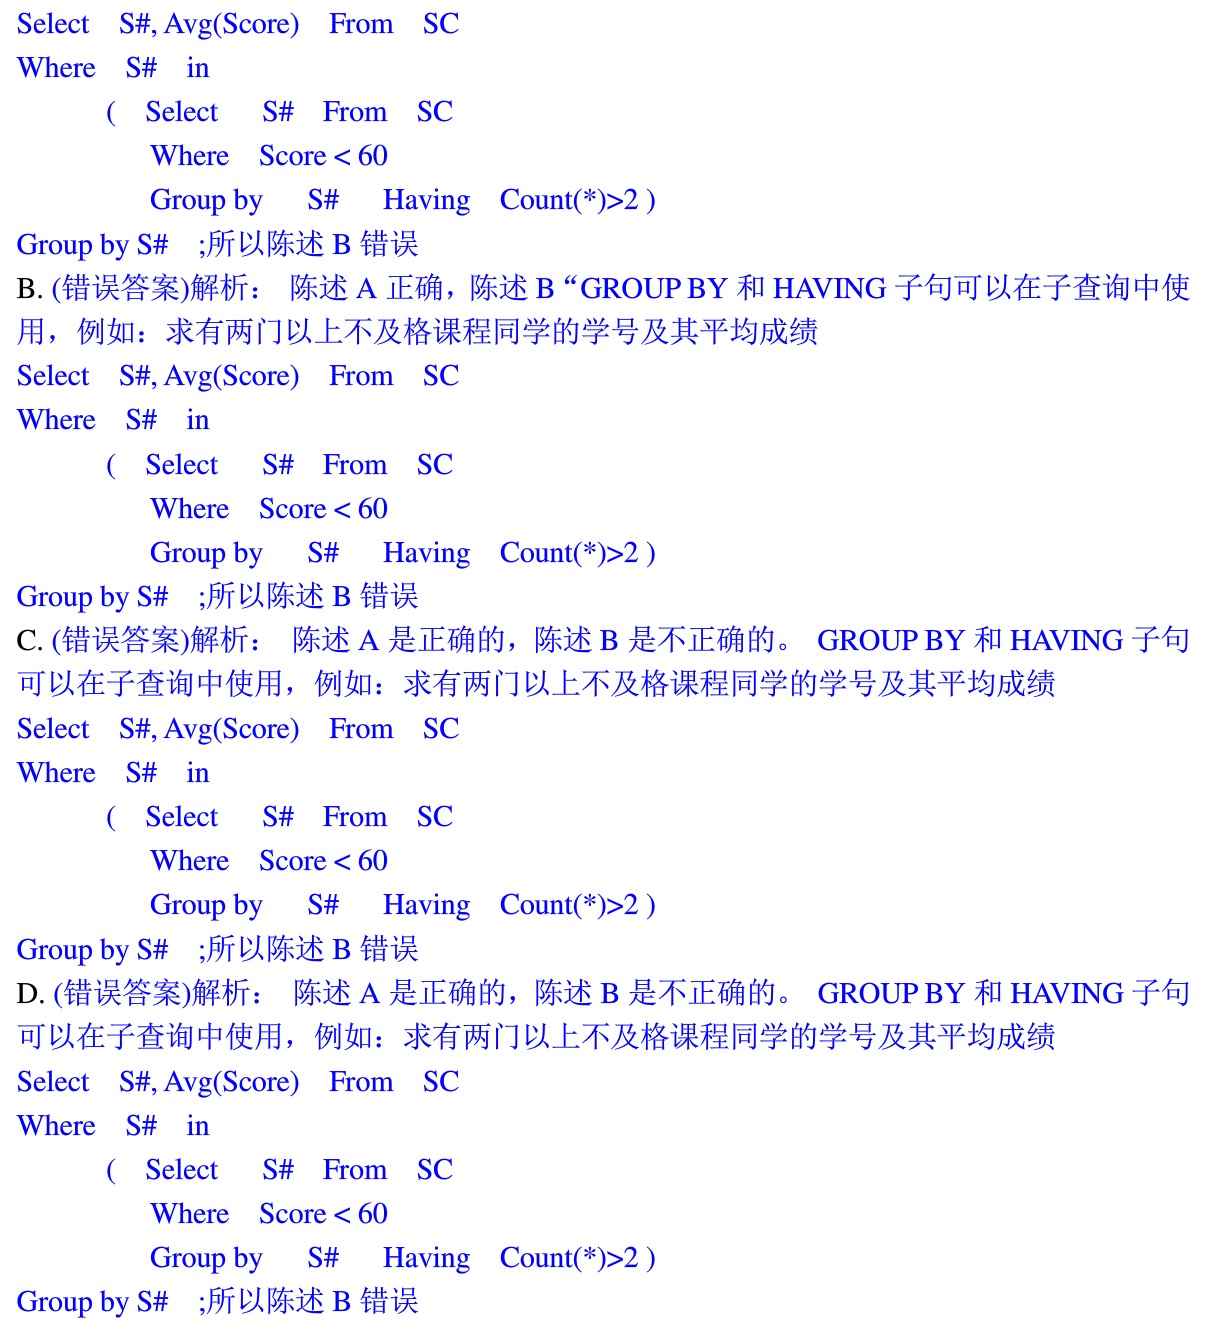 Select S#, Avg(Score) From SC
Where S# in
( Select S# From SC
Where Score < 60
Group by S# Having Count(*)>2 )
Group by S# ;所以陈述 B 错误
B. (错误答案)解析： 陈述 A 正确，陈述 B “GROUP BY 和 HAVING 子句可以在子查询中使
用，例如：求有两门以上不及格课程同学的学号及其平均成绩
Select S#, Avg(Score) From SC
Where S# in
( Select S# From SC
Where Score < 60
Group by S# Having Count(*)>2 )
Group by S# ;所以陈述 B 错误
C. (错误答案)解析： 陈述 A 是正确的，陈述 B 是不正确的。 GROUP BY 和 HAVING 子句
可以在子查询中使用，例如：求有两门以上不及格课程同学的学号及其平均成绩
Select S#, Avg(Score) From SC
Where S# in
( Select S# From SC
Where Score < 60
Group by S# Having Count(*)>2 )
Group by S# ;所以陈述 B 错误
D. (错误答案)解析： 陈述 A 是正确的，陈述 B 是不正确的。 GROUP BY 和 HAVING 子句
可以在子查询中使用，例如：求有两门以上不及格课程同学的学号及其平均成绩
Select S#, Avg(Score) From SC
Where S# in
( Select S# From SC
Where Score < 60
Group by S# Having Count(*)>2 )
Group by S# ;所以陈述 B 错误